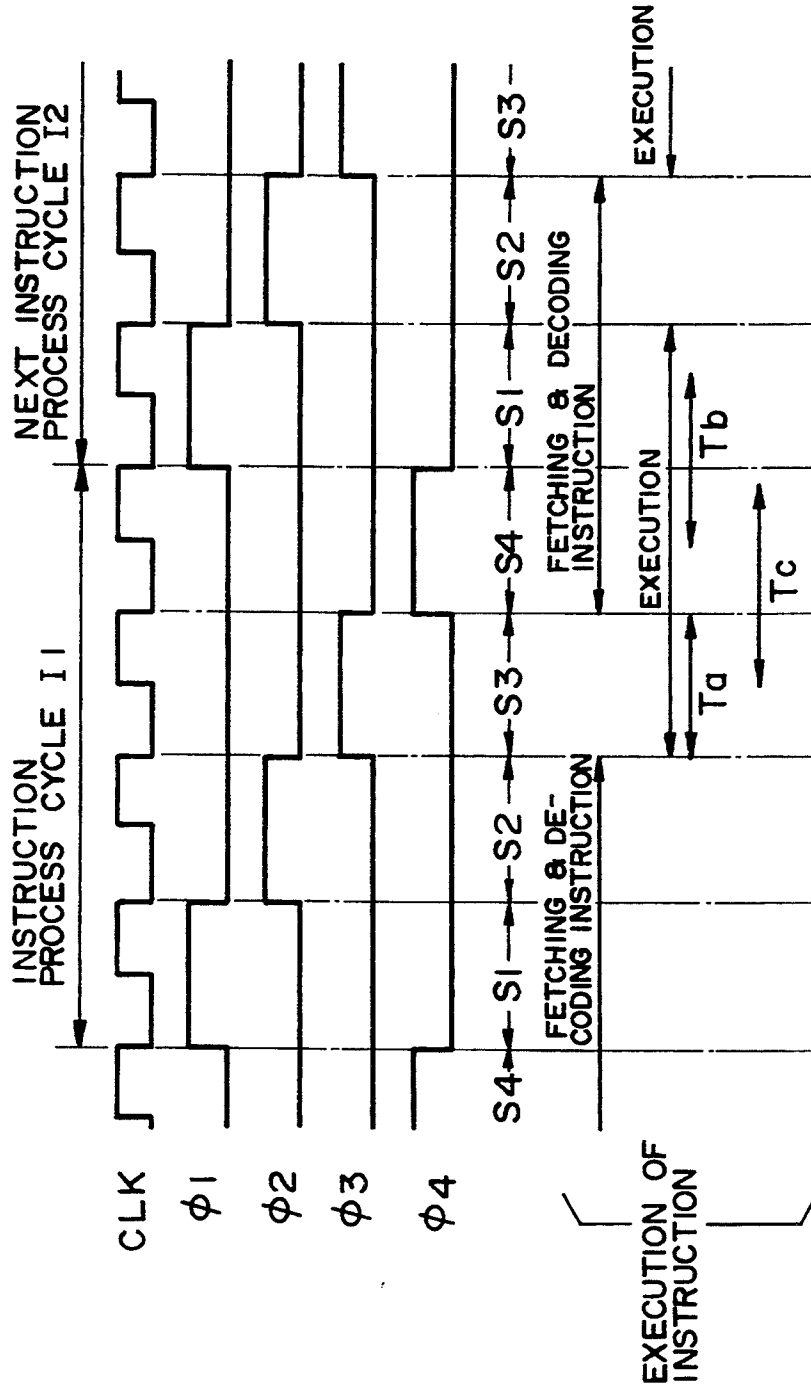 INSTRUCTION
PROCESS CYCLE I1
NEXT INSTRUCTION
PROCESS CYCLE I2
CLK
φ1
φ2
φ3
φ4
S4 S1 S2 S3 S4 S1 S2 S3
EXECUTION OF
INSTRUCTION
FETCHING & DE-
CODING INSTRUCTION
FETCHING & DECODING
INSTRUCTION
EXECUTION
EXECUTION
Ta
Tb
Tc